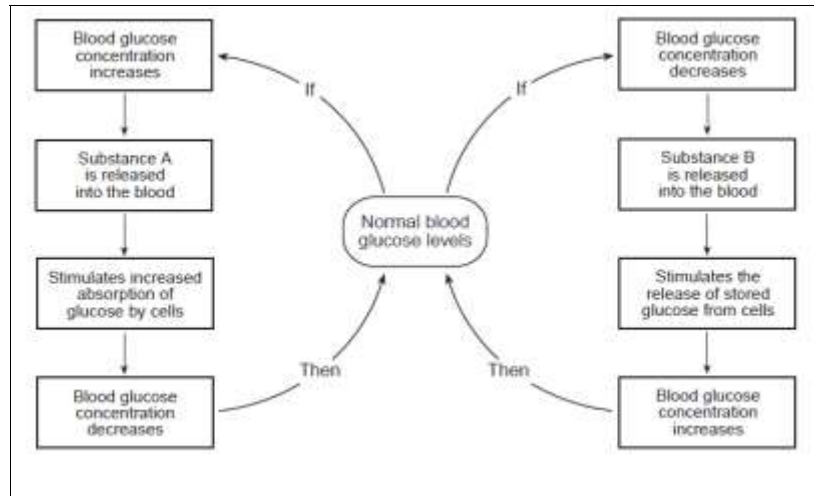 Blood glucose
concentration
increases
If
Substance A
is released
into the blood
Stimulates increased
absorption of
glucose by cells
Blood glucose
concentration
decreases
Then
Normal blood
glucose levels
If
Blood glucose
concentration
decreases
Substance B
is released
into the blood
Stimulates the
release of stored
glucose from cells
Then
Blood glucose
concentration
increases